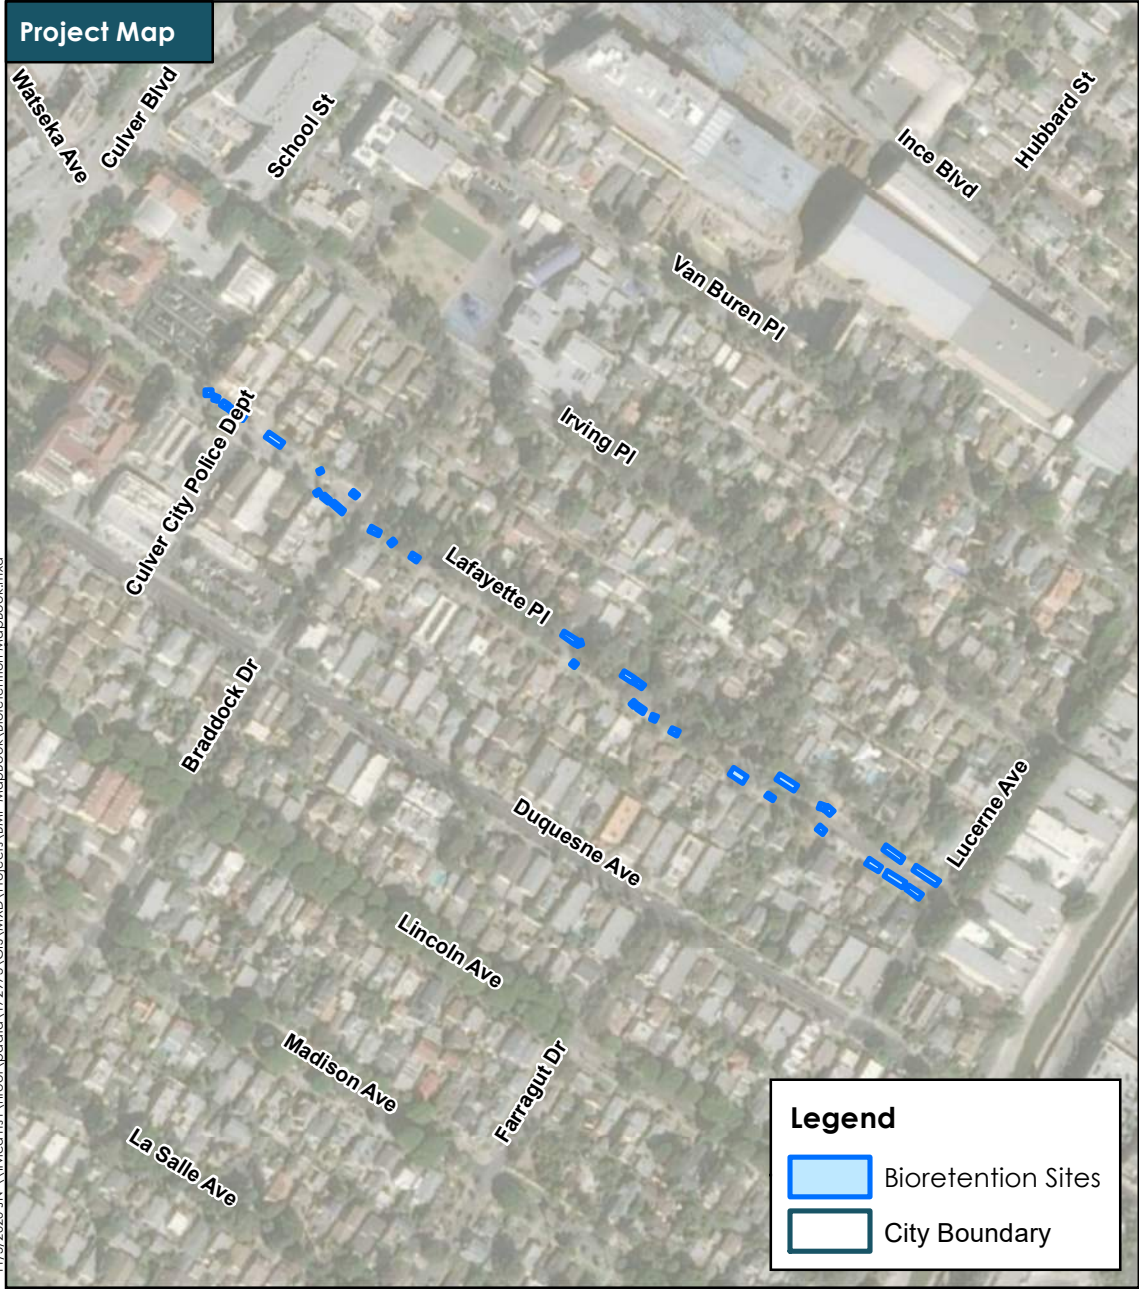 Project Map
Watseka Ave
Culver Blvd
School St
Hubbard St
Ince Blvd
Van Buren Pl
Culver City Police Dept
Irving Pl
Lafayette Pl
Braddock Dr
Lucerne Ave
Duquesne Ave
Lincoln Ave
Madison Ave
Farragut Dr
La Salle Ave
Legend
Bioretention Sites
City Boundary